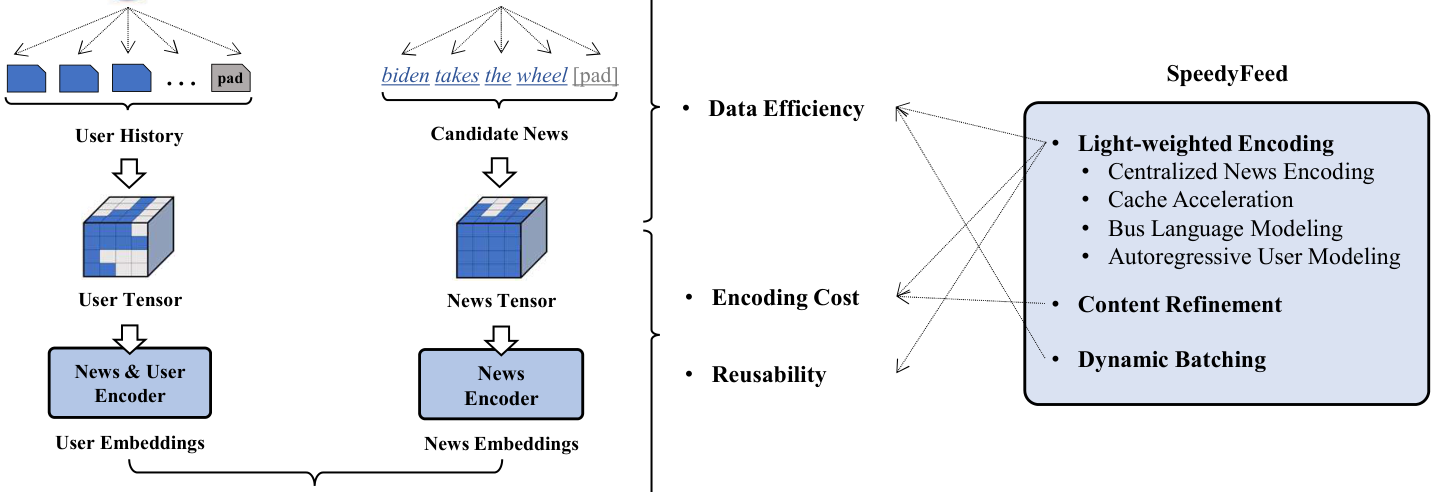 pad
User History
User Tensor
News & User
Encoder
User Embeddings
biden takes the wheel [pad]
Candidate News
News Tensor
News
Encoder
News Embeddings
• Data Efficiency
• Encoding Cost
• Reusability
SpeedyFeed
• Light-weighted Encoding
• Centralized News Encoding
• Cache Acceleration
• Bus Language Modeling
• Autoregressive User Modeling
• Content Refinement
• Dynamic Batching